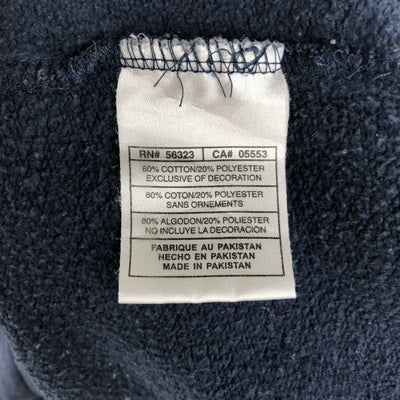 RN# 56323 CA# 05553
80% COTTON/20% POLYESTER
EXCLUSIVE OF DECORATION
80% COTON/20% POLYESTER
SANS ORNEMENTS
80% ALGODON/20% POLYESTER
NO INCLUYE LA DECORACION
FABRIQUE AU PAKISTAN
HECHO EN PAKISTAN
MADE IN PAKISTAN